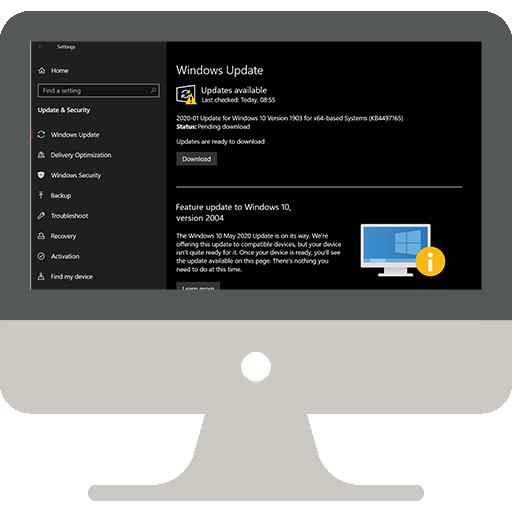 Settings
Home
Find a setting
Update & Security
Windows Update
Delivery Optimization
Windows Security
Backup
Troubleshoot
Recovery
Activation
Find my device
Windows Update
Updates available
Last checked: Today, 08:55
2020-01 Update for Windows 10 Version 1903 for x64-based Systems (KB4497165)
Status: Pending download
Updates are ready to download
Download
Feature update to Windows 10,
version 2004
The Windows 10 May 2020 Update is on its way. We're
offering this update to compatible devices, but your device
isn't quite ready for it. Once your device is ready, you'll see
the update available on this page. There's nothing you
need to do at this time.
Learn more
i